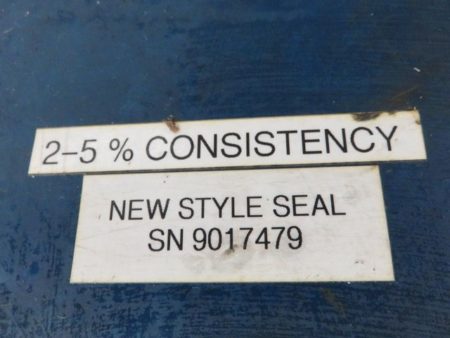 2–5 % CONSISTENCY
NEW STYLE SEAL
SN 9017479